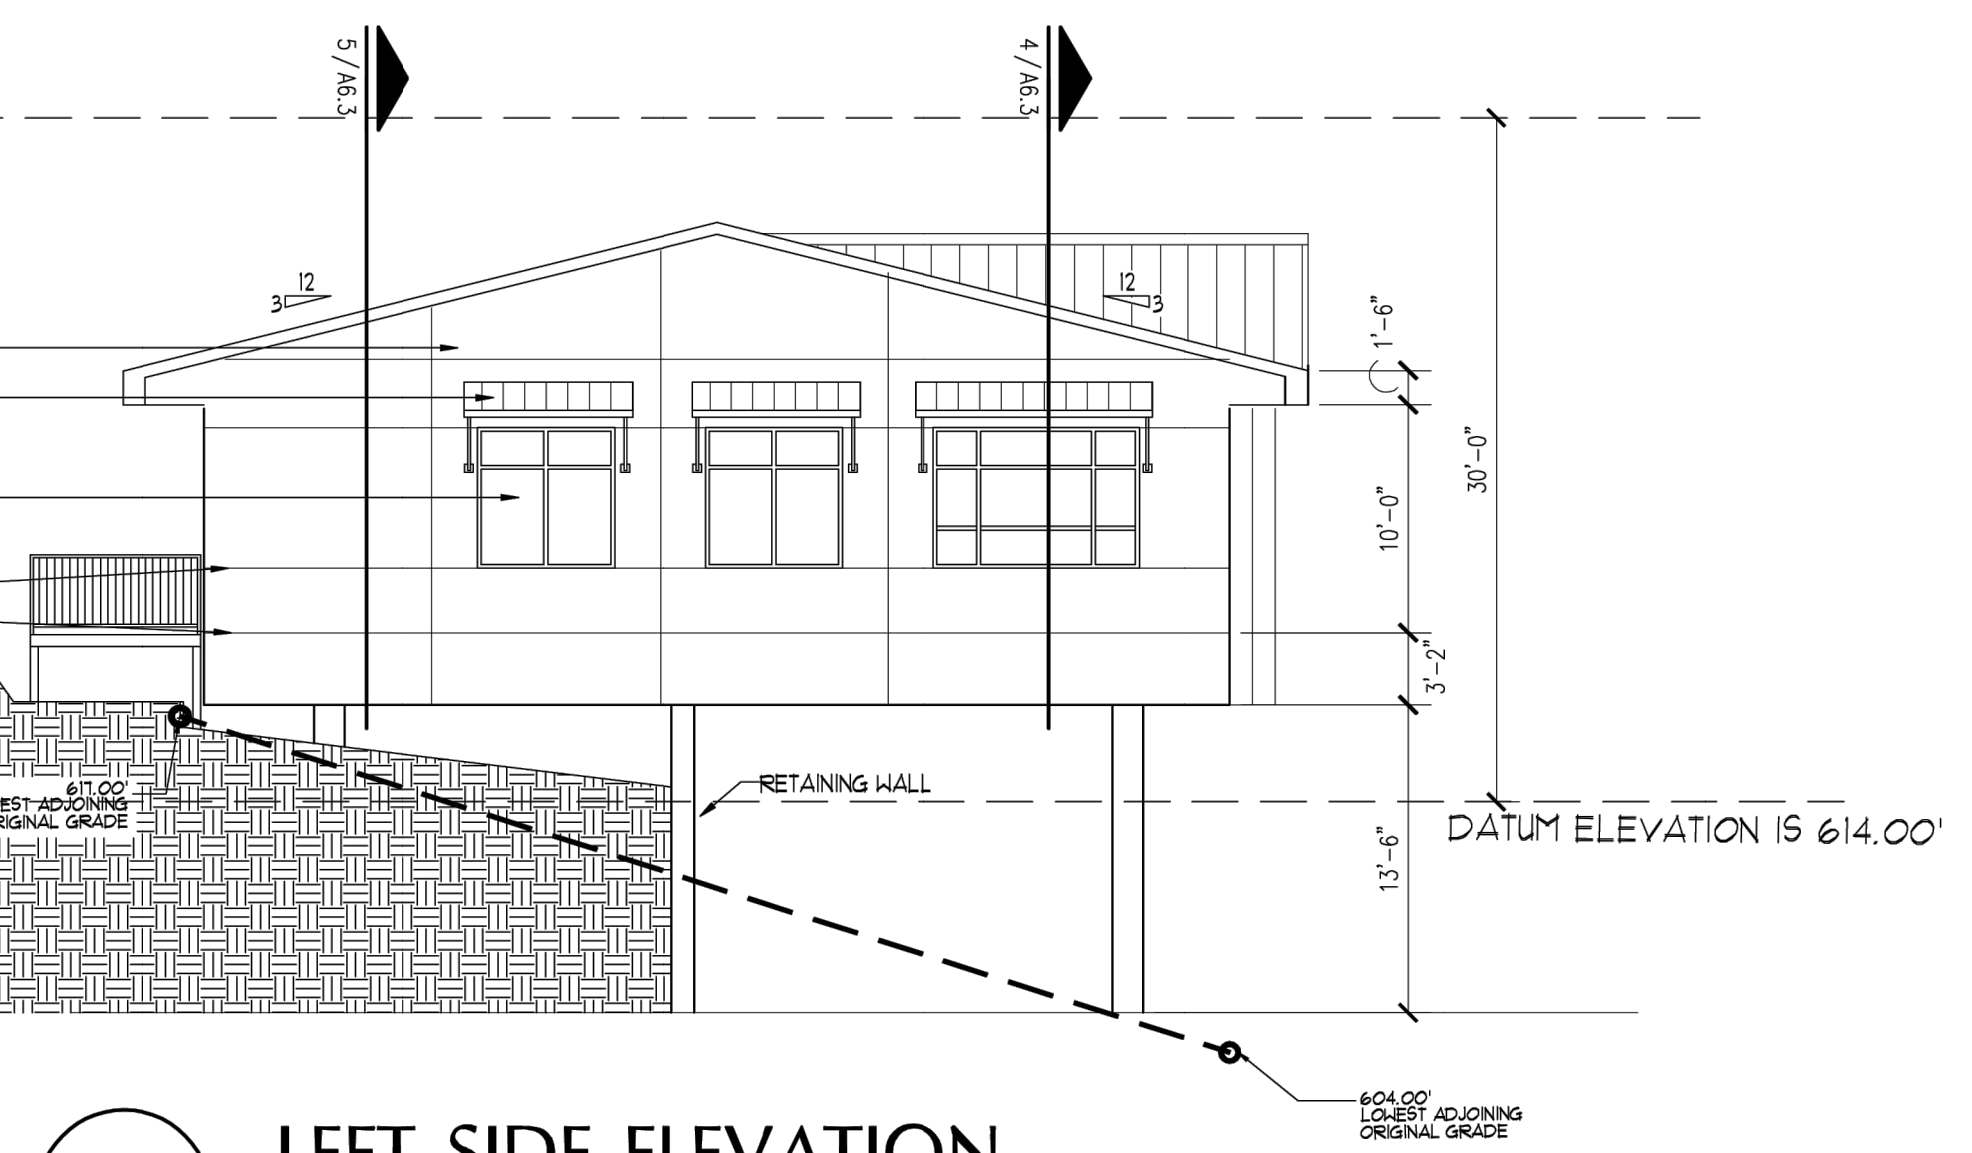 5 / A6.3
4 / A6.3
12
3
12
3
1'-6"
30'-0"
10'-0"
3'-2"
RETAINING WALL
617.00'
EST ADJOINING
RIGINAL GRADE
DATUM ELEVATION IS 614.00'
13'-6"
604.00'
LOWEST ADJOINING
ORIGINAL GRADE
LEFT SIDE ELEVATION